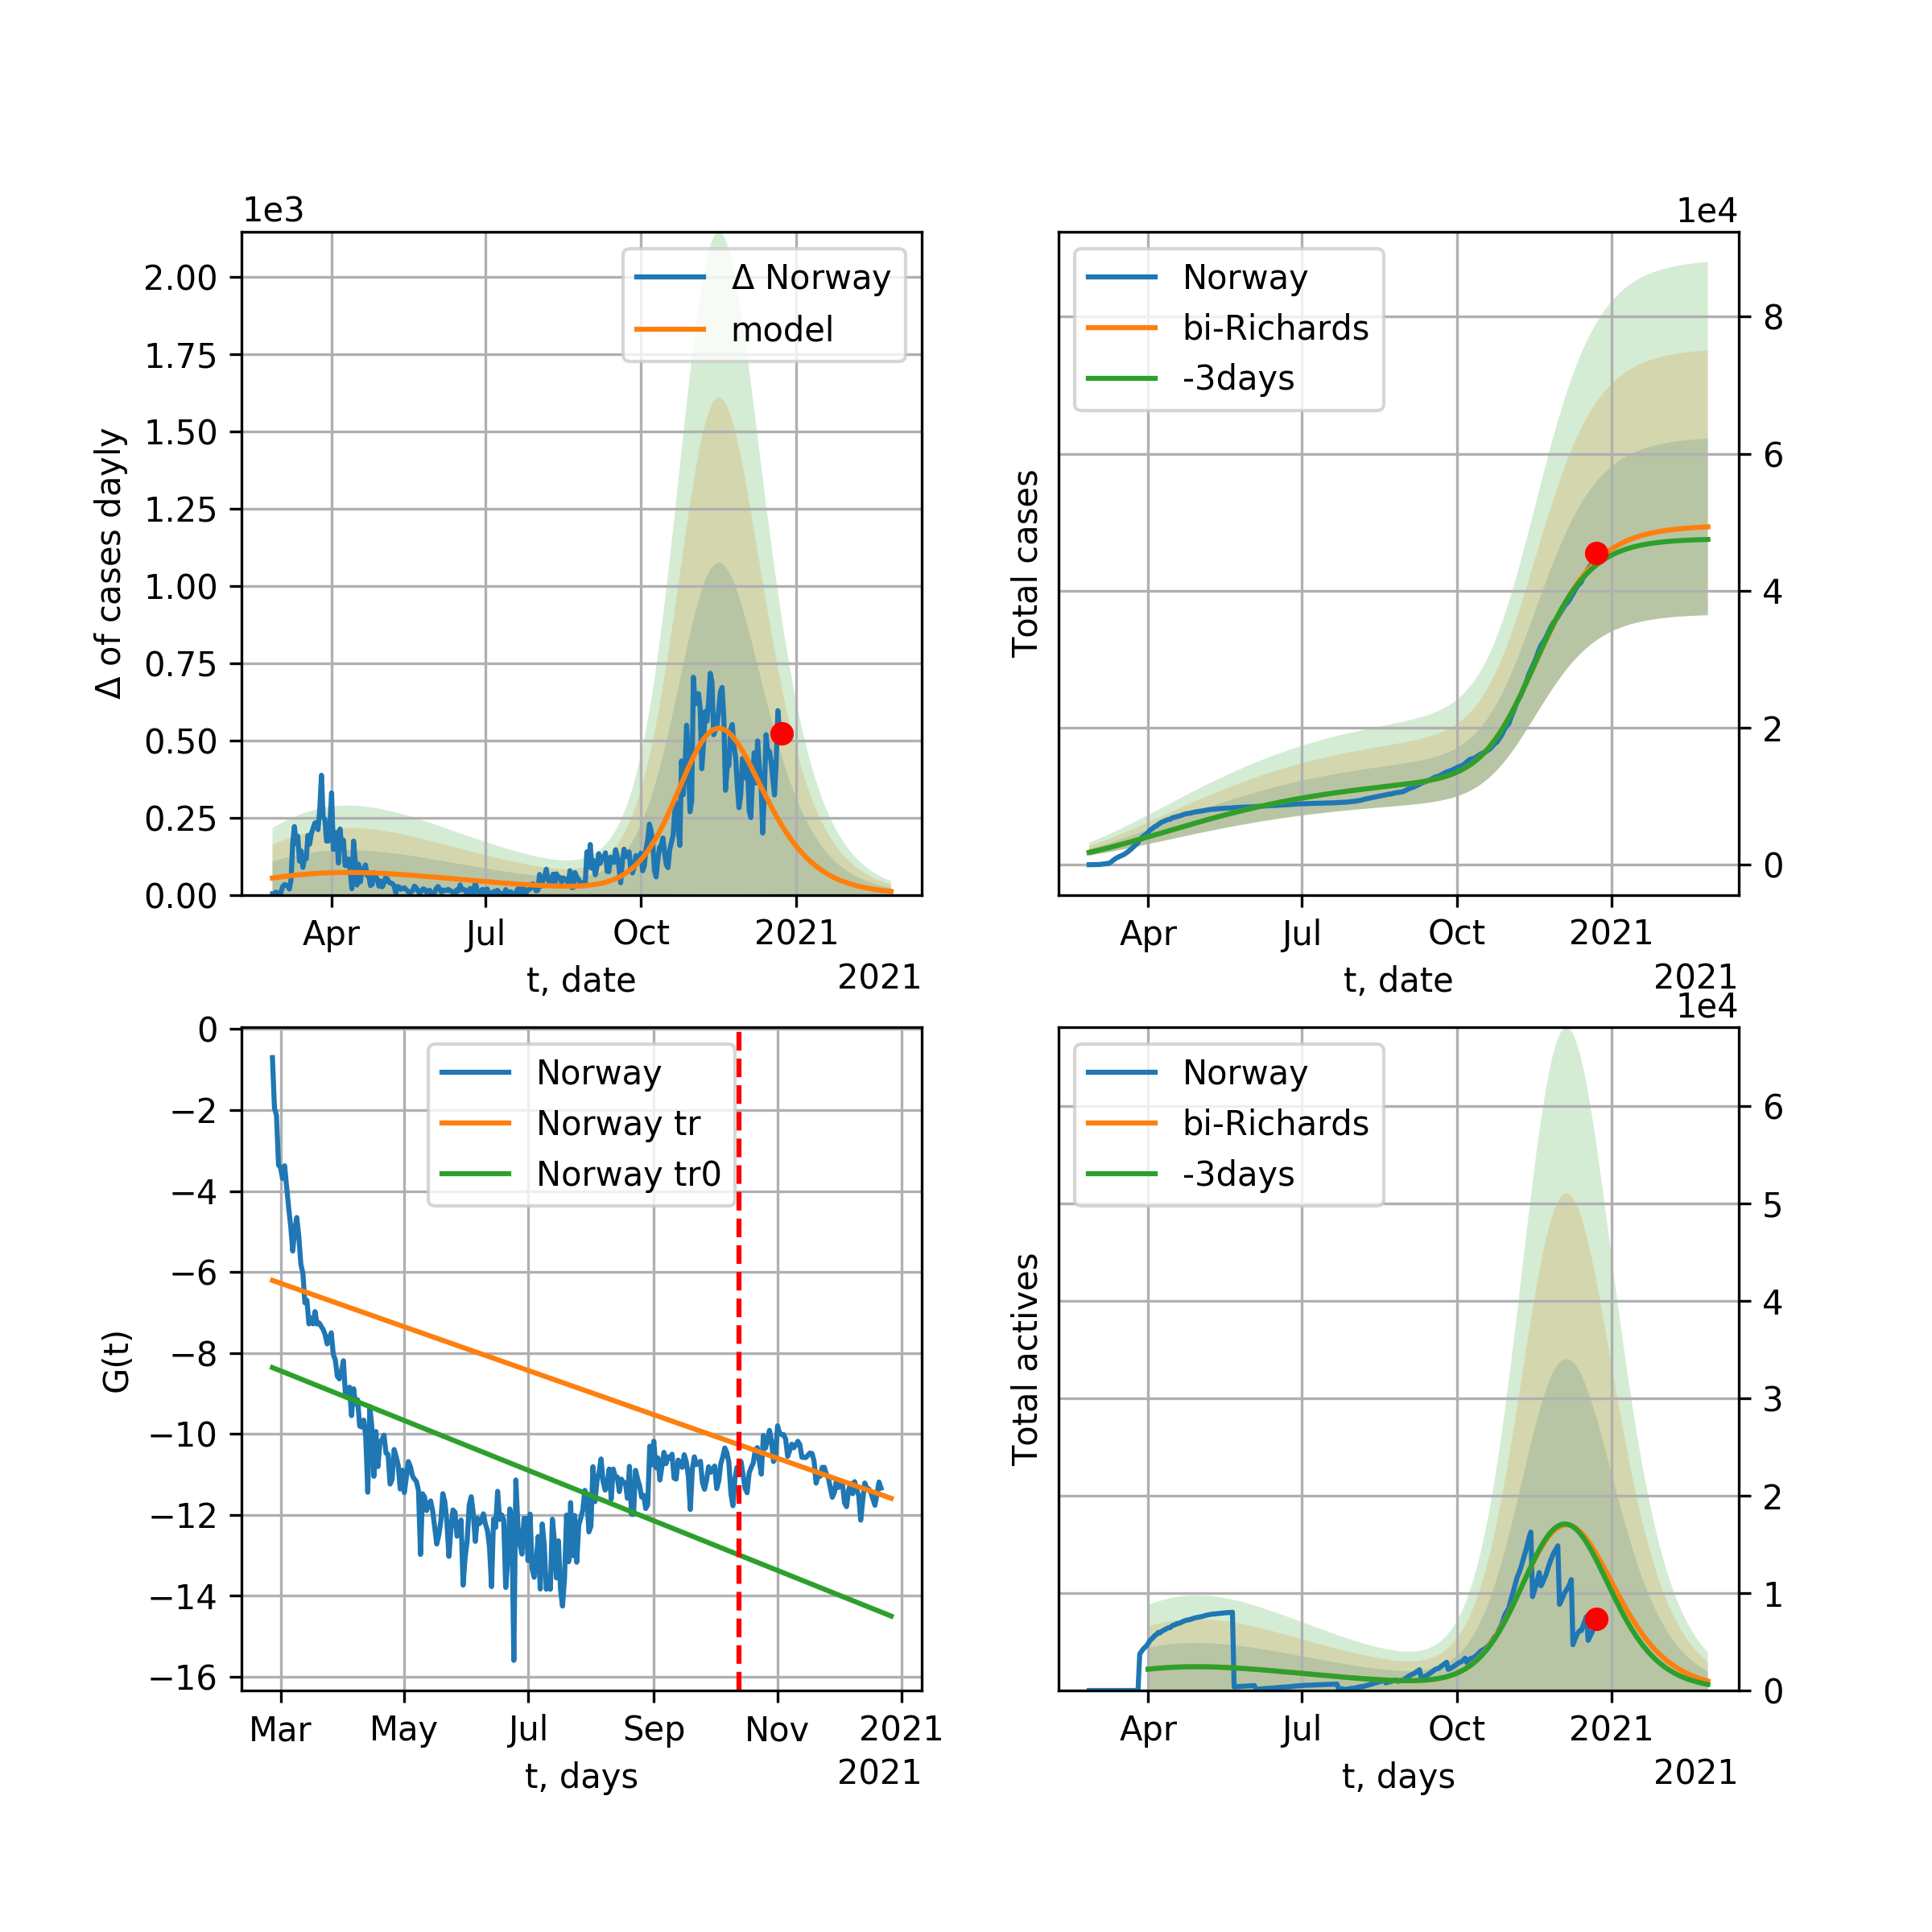 1e3
Δ of cases dayly
2.00
1.75
1.50
1.25
1.00
0.75
0.50
0.25
0.00
Δ Norway
model
Apr Jul Oct 2021
t, date
2021
1e4
Total cases
Norway
bi-Richards
-3days
8
6
4
2
0
Apr Jul Oct 2021
t, date
2021
G(t)
0
−2
−4
−6
−8
−10
−12
−14
−16
Norway
Norway tr
Norway tr0
Mar May Jul Sep Nov 2021
t, days
2021
1e4
Total actives
Norway
bi-Richards
-3days
6
5
4
3
2
1
0
Apr Jul Oct 2021
t, days
2021